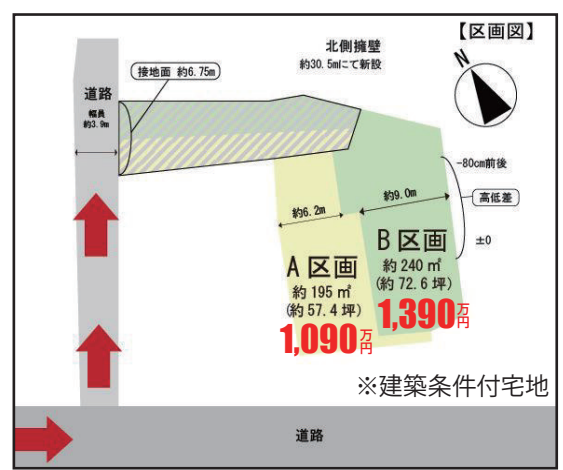 【区画図】
北側擁壁
約30.5mにて新設
N
接地面 約6.75m
道路
幅員
約3.9m
-80cm前後
高低差
±0
約9.0m
約6.2m
B区画
約240㎡
(約72.6坪)
1,390万円
A区画
約195㎡
(約57.4坪)
1,090万円
※建築条件付宅地
道路